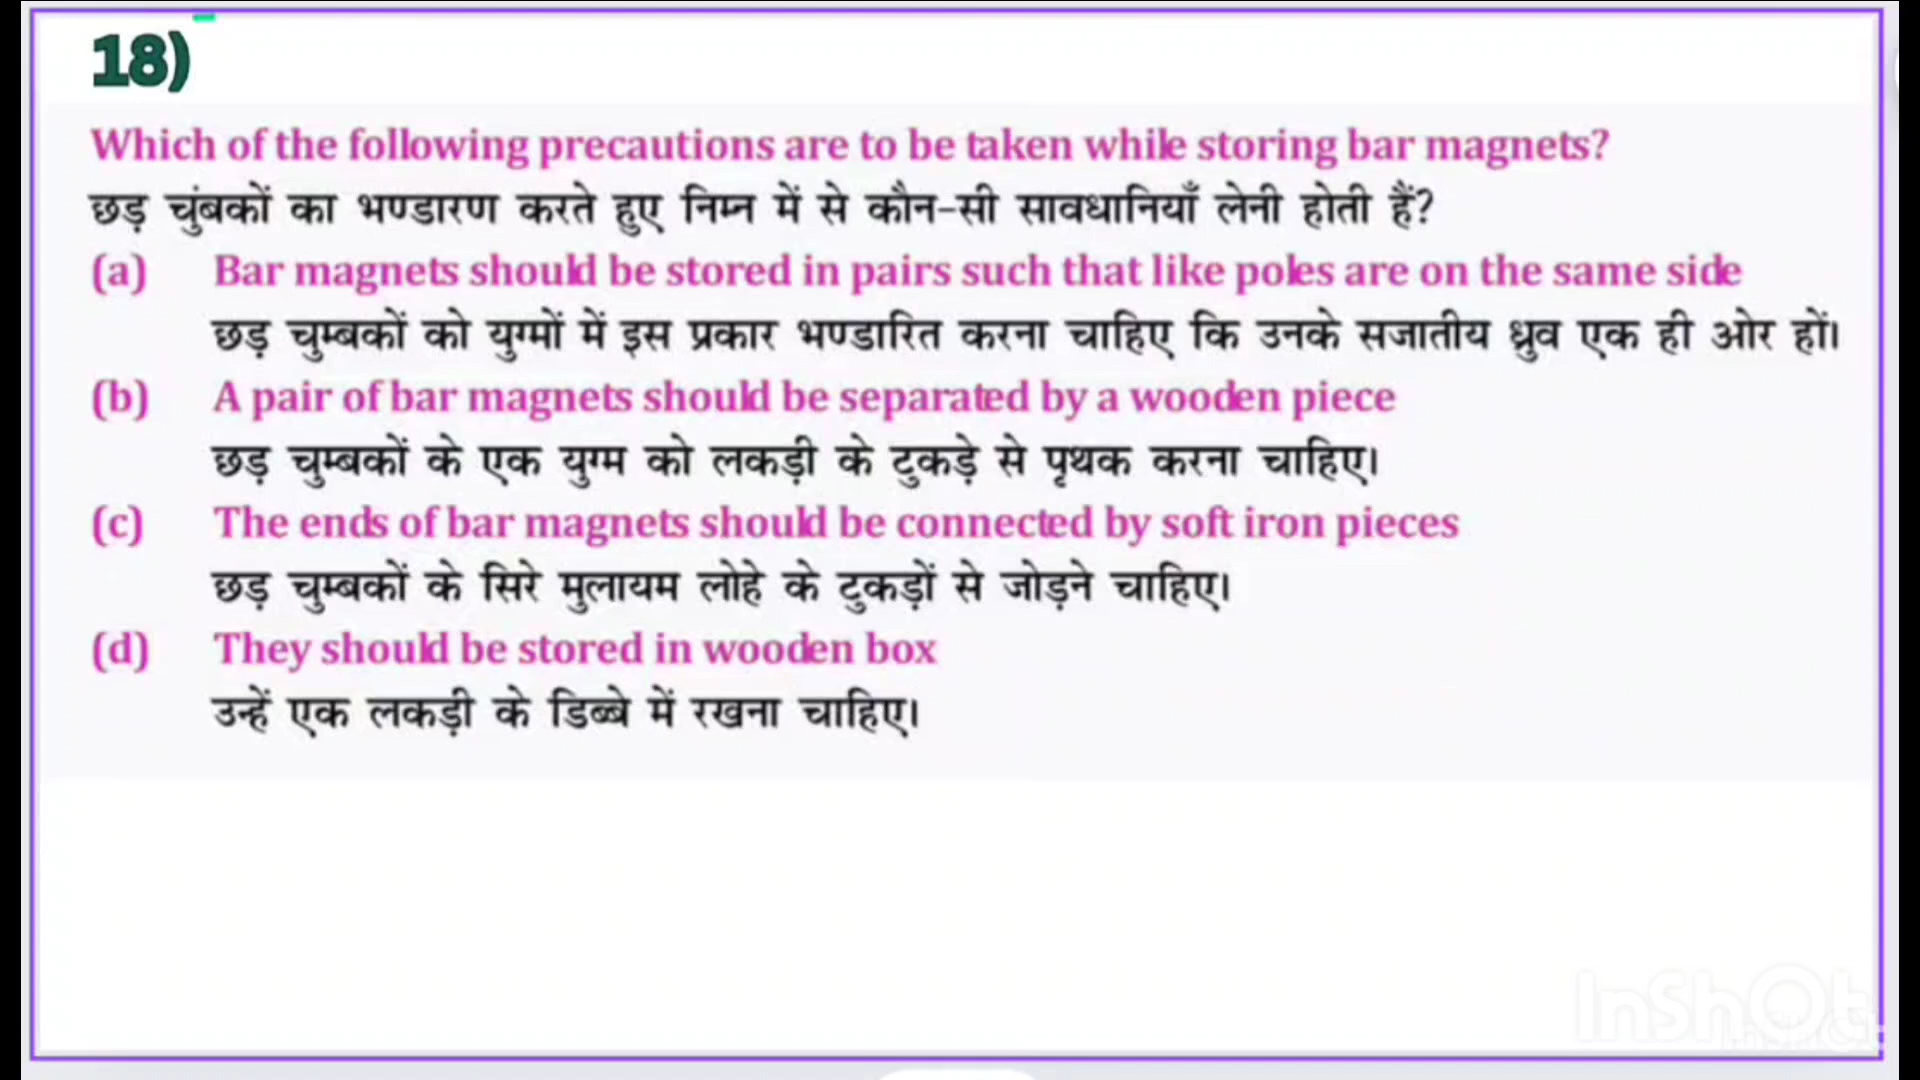 18)
Which of the following precautions are to be taken while storing bar magnets?
छड़ चुंबकों का भण्डारण करते हुए निम्न में से कौन-सी सावधानियाँ लेनी होती हैं?
(a) Bar magnets should be stored in pairs such that like poles are on the same side
छड़ चुम्बकों को युग्मों में इस प्रकार भण्डारित करना चाहिए कि उनके सजातीय ध्रुव एक ही ओर हों।
(b) A pair of bar magnets should be separated by a wooden piece
छड़ चुम्बकों के एक युग्म को लकड़ी के टुकड़े से पृथक करना चाहिए।
(c) The ends of bar magnets should be connected by soft iron pieces
छड़ चुम्बकों के सिरे मुलायम लोहे के टुकड़ों से जोड़ने चाहिए।
(d) They should be stored in wooden box
उन्हें एक लकड़ी के डिब्बे में रखना चाहिए।
InShOt
InShOt